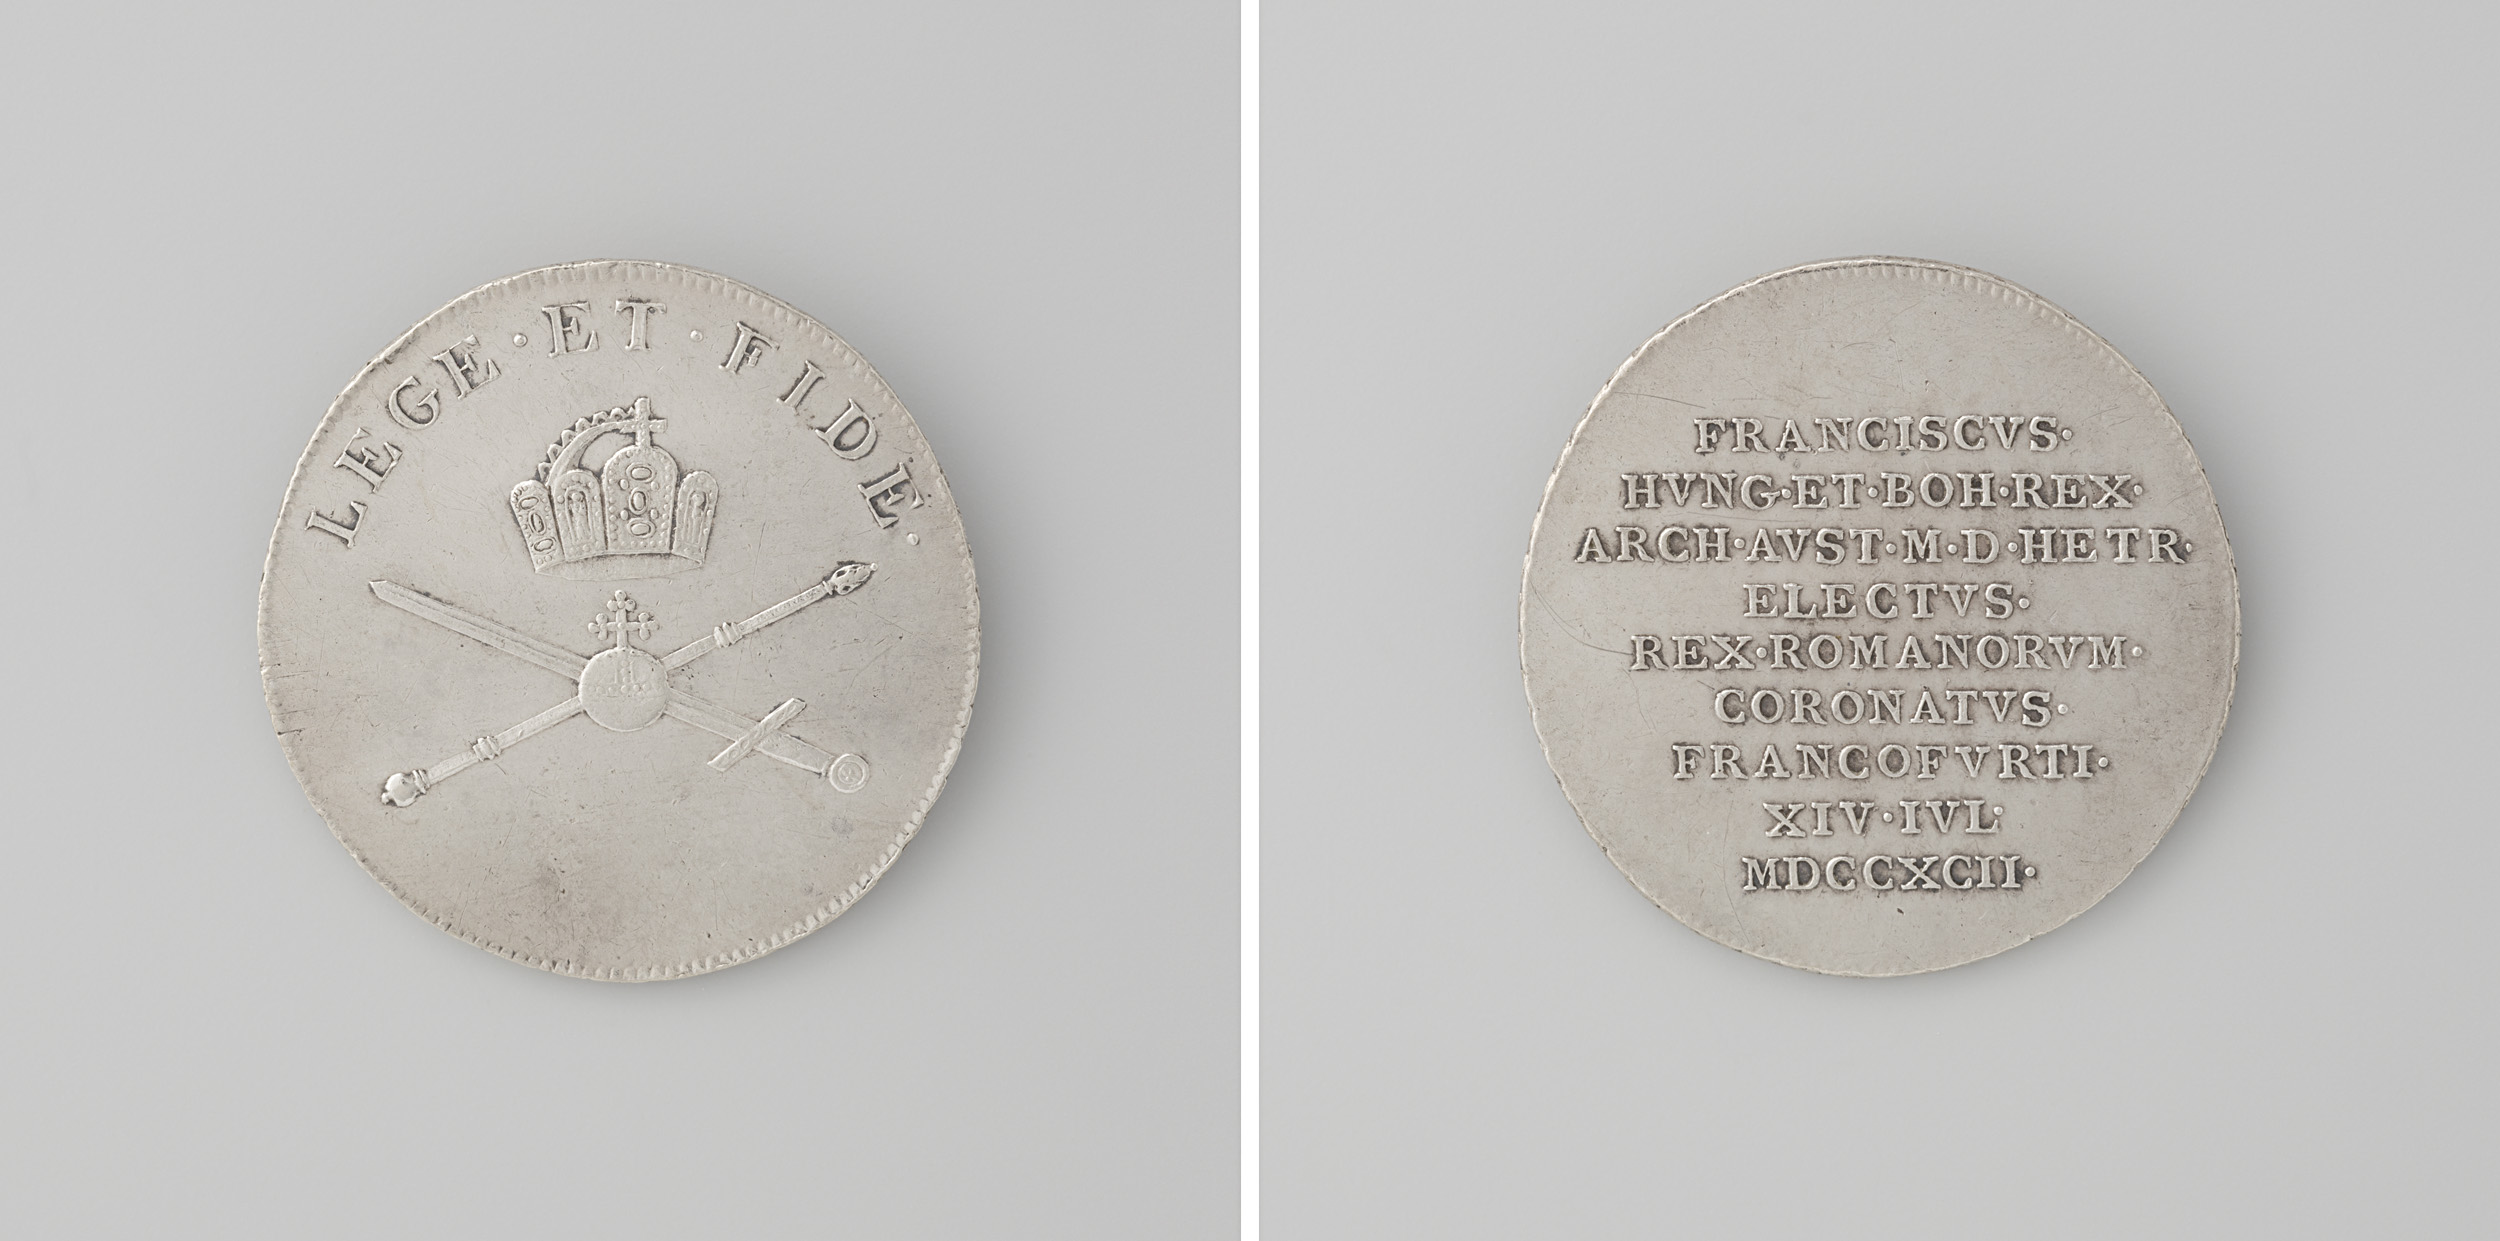 LEGE · ET · FIDE ·
FRANCISCVS ·
HVNG · ET · BOH · REX ·
ARCH · AVST · M · D · HETR ·
ELECTVS ·
REX · ROMANORVM ·
CORONATVS ·
FRANCOFVRTI ·
XIV · IVL ·
MDCCXCII ·